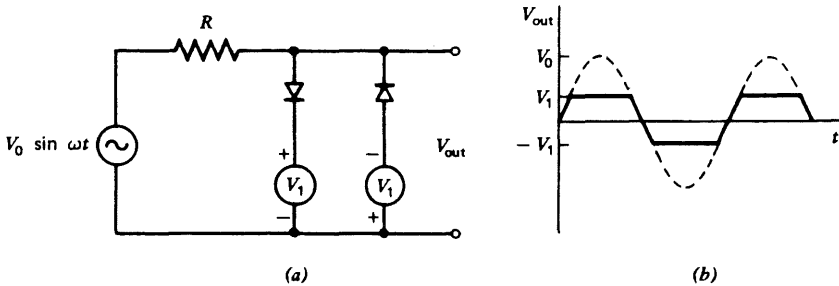 R
V₀ sin ωt
+
V₁
−
−
V₁
+
V_out
(a)
V_out
V₀
V₁
− V₁
t
(b)